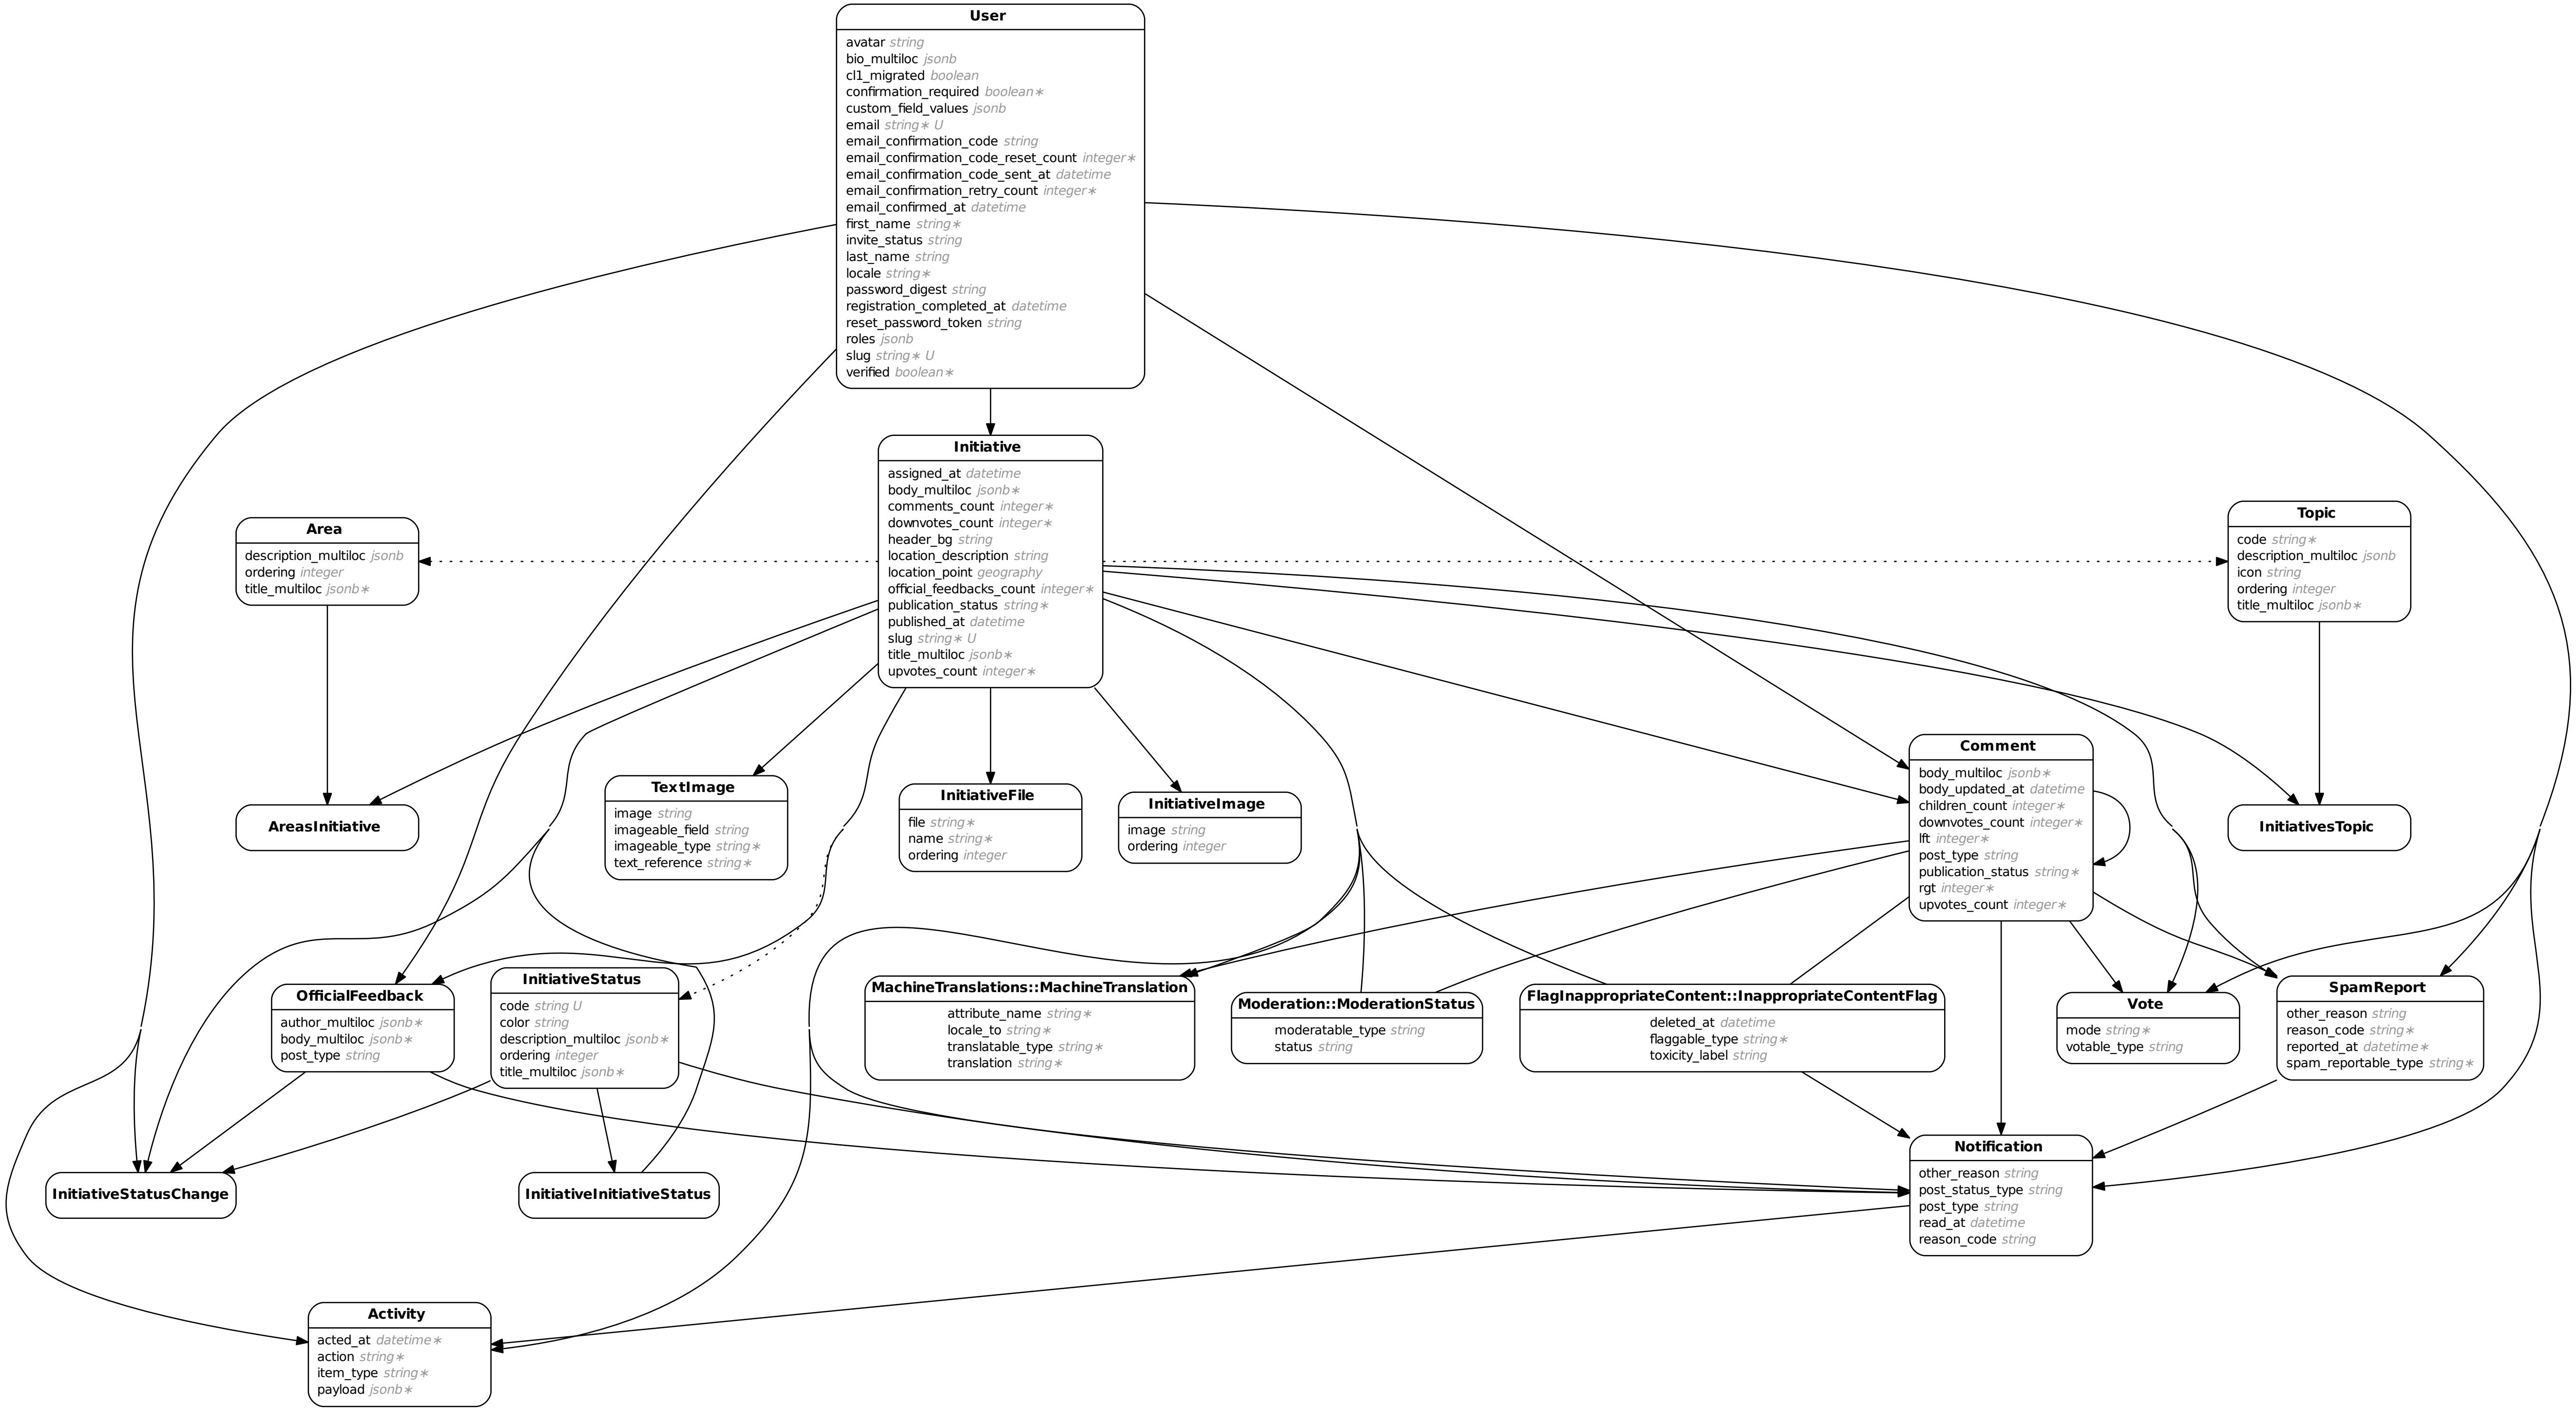 User
avatar string
bio_multiloc jsonb
cl1_migrated boolean
confirmation_required boolean∗
custom_field_values jsonb
email string∗ U
email_confirmation_code string
email_confirmation_code_reset_count integer∗
email_confirmation_code_sent_at datetime
email_confirmation_retry_count integer∗
email_confirmed_at datetime
first_name string∗
invite_status string
last_name string
locale string∗
password_digest string
registration_completed_at datetime
reset_password_token string
roles jsonb
slug string∗ U
verified boolean∗
Initiative
assigned_at datetime
body_multiloc jsonb∗
comments_count integer∗
downvotes_count integer∗
header_bg string
location_description string
location_point geography
official_feedbacks_count integer∗
publication_status string∗
published_at datetime
slug string∗ U
title_multiloc jsonb∗
upvotes_count integer∗
Area
description_multiloc jsonb
ordering integer
title_multiloc jsonb∗
Topic
code string∗
description_multiloc jsonb
icon string
ordering integer
title_multiloc jsonb∗
AreasInitiative
TextImage
image string
imageable_field string
imageable_type string∗
text_reference string∗
InitiativeFile
file string∗
name string∗
ordering integer
InitiativeImage
image string
ordering integer
Comment
body_multiloc jsonb∗
body_updated_at datetime
children_count integer∗
downvotes_count integer∗
lft integer∗
post_type string
publication_status string∗
rgt integer∗
upvotes_count integer∗
InitiativesTopic
OfficialFeedback
author_multiloc jsonb∗
body_multiloc jsonb∗
post_type string
InitiativeStatus
code string U
color string
description_multiloc jsonb∗
ordering integer
title_multiloc jsonb∗
MachineTranslations::MachineTranslation
attribute_name string∗
locale_to string∗
translatable_type string∗
translation string∗
Moderation::ModerationStatus
moderatable_type string
status string
FlagInappropriateContent::InappropriateContentFlag
deleted_at datetime
flaggable_type string∗
toxicity_label string
Vote
mode string∗
votable_type string
SpamReport
other_reason string
reason_code string∗
reported_at datetime∗
spam_reportable_type string∗
InitiativeStatusChange
InitiativeInitiativeStatus
Notification
other_reason string
post_status_type string
post_type string
read_at datetime
reason_code string
Activity
acted_at datetime∗
action string∗
item_type string∗
payload jsonb∗